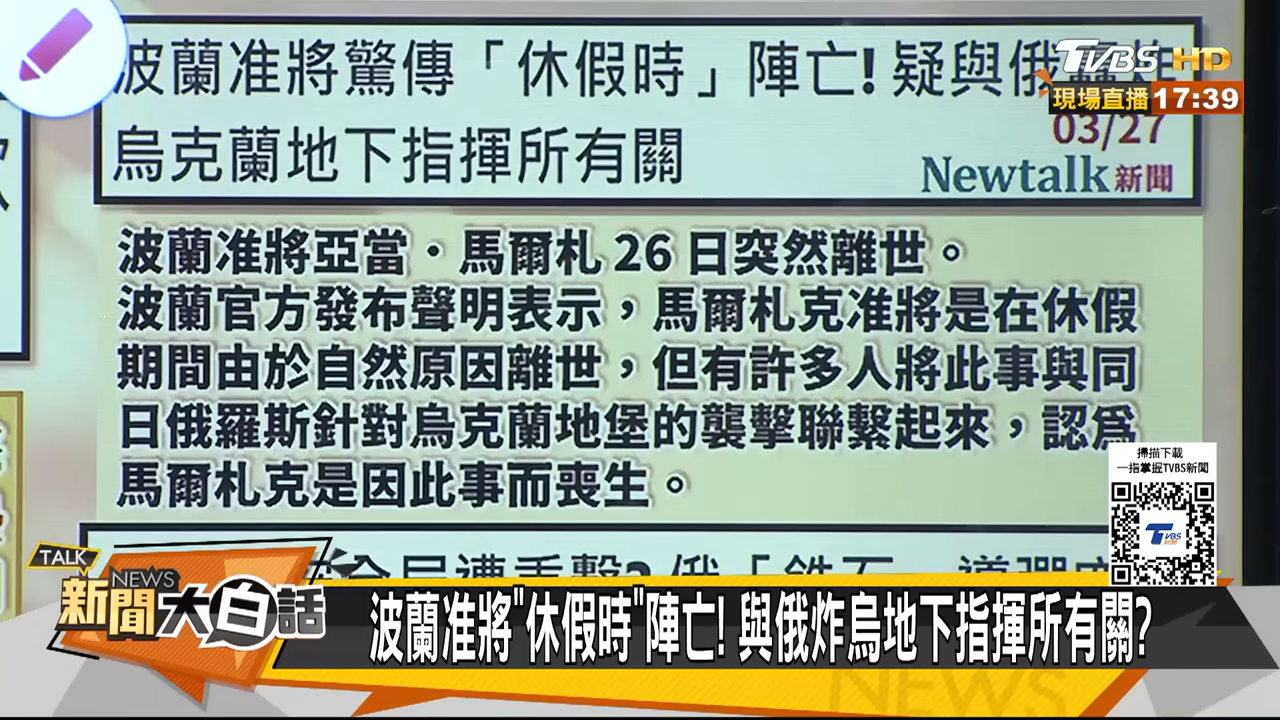 波蘭准將驚傳「休假時」陣亡! 疑與俄
烏克蘭地下指揮所有關
TVBS HD
現場直播 17:39
03/27
Newtalk新聞
波蘭准將亞當·馬爾札 26 日突然離世。
波蘭官方發布聲明表示,馬爾札克准將是在休假
期間由於自然原因離世,但有許多人將此事與同
日俄羅斯針對烏克蘭地堡的襲擊聯繫起來,認為
馬爾札克是因此事而喪生。
掃描下載
一指掌握TVBS新聞
TVBS
新聞
TALK
NEWS
新聞大白話
波蘭准將"休假時"陣亡! 與俄炸烏地下指揮所有關?
NEWS